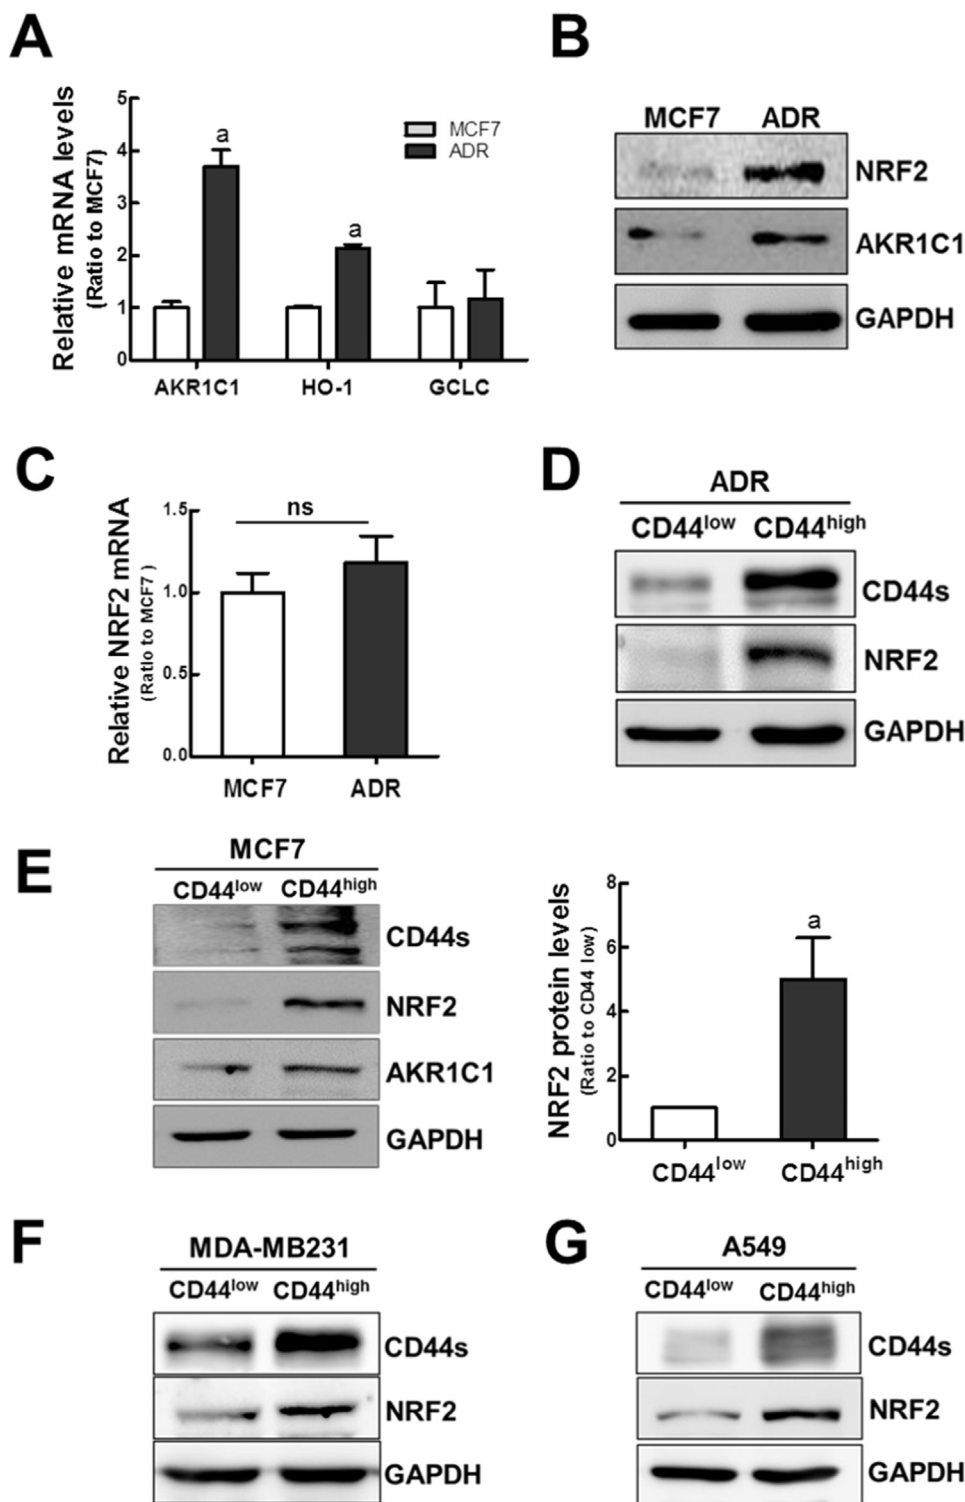 A
Relative mRNA levels
(Ratio to MCF7)
5
4
3
2
1
0
a
a
MCF7
ADR
AKR1C1 HO-1 GCLC
B
MCF7 ADR
NRF2
AKR1C1
GAPDH
C
Relative NRF2 mRNA
(Ratio to MCF7 )
1.5
1.0
0.5
0.0
ns
MCF7 ADR
D
ADR
CD44low CD44high
CD44s
NRF2
GAPDH
E
MCF7
CD44low CD44high
CD44s
NRF2
AKR1C1
GAPDH
NRF2 protein levels
(Ratio to CD44 low)
8
6
4
2
0
a
CD44low CD44high
F
MDA-MB231
CD44low CD44high
CD44s
NRF2
GAPDH
G
A549
CD44low CD44high
CD44s
NRF2
GAPDH